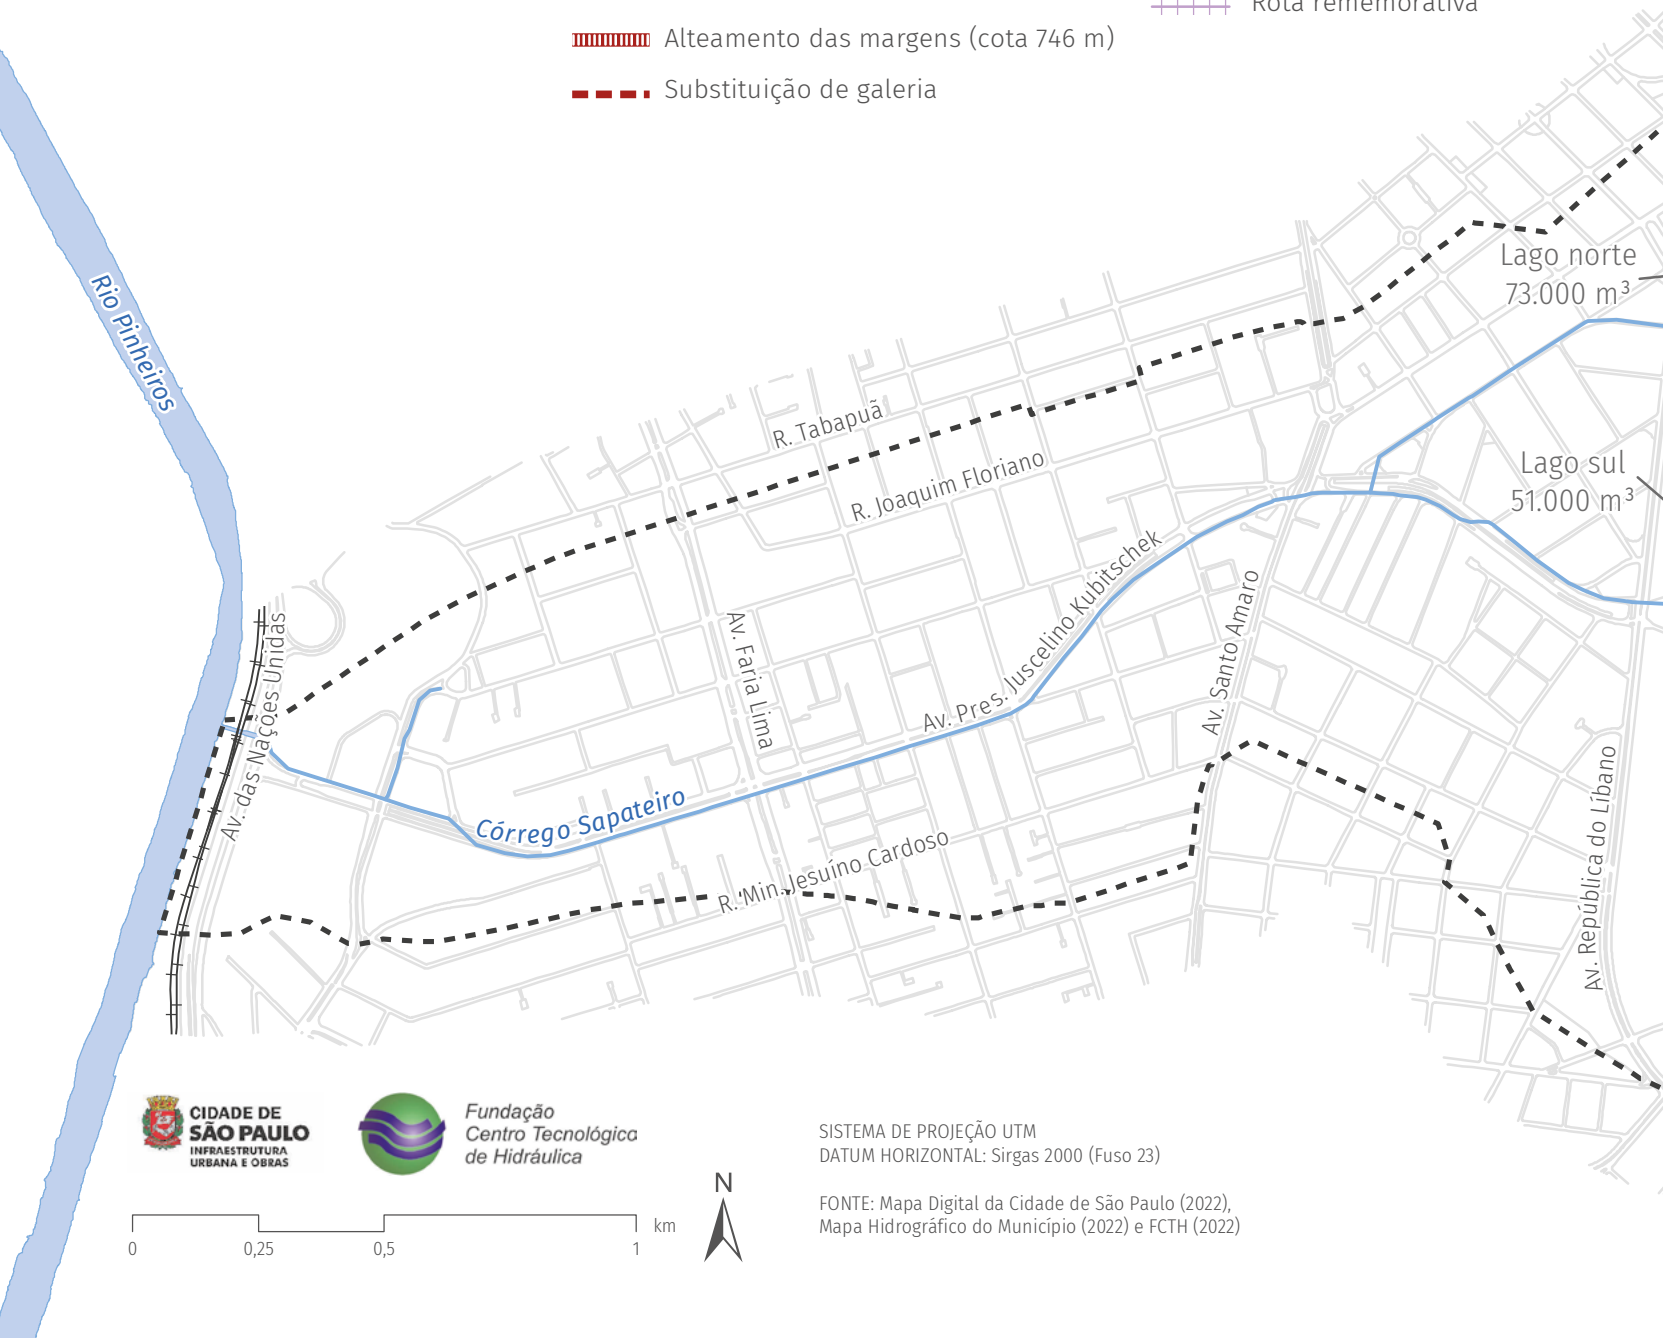 Rota rememorativa
Alteamento das margens (cota 746 m)
Substituição de galeria
Lago norte
73.000 m³
Rio Pinheiros
R. Tabapuã
R. Joaquim Floriano
Lago sul
51.000 m³
Av. Pres. Juscelino Kubitschek
Av. das Nações Unidas
Av. Faria Lima
Av. Santo Amaro
Córrego Sapateiro
R. Min. Jesuíno Cardoso
Av. República do Líbano
CIDADE DE
SÃO PAULO
INFRAESTRUTURA
URBANA E OBRAS
Fundação
Centro Tecnológico
de Hidráulica
SISTEMA DE PROJEÇÃO UTM
DATUM HORIZONTAL: Sirgas 2000 (Fuso 23)
FONTE: Mapa Digital da Cidade de São Paulo (2022),
Mapa Hidrográfico do Município (2022) e FCTH (2022)
N
km
0 0,25 0,5 1